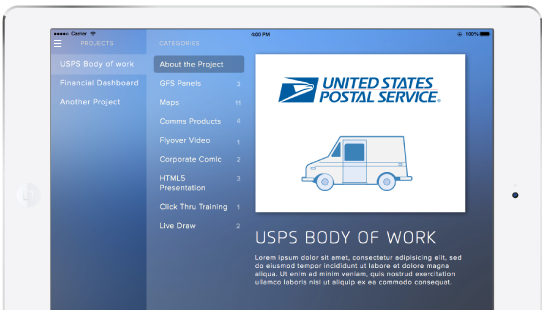 Carrier 4:00 PM 100%
PROJECTS
USPS Body of work
Financial Dashboard
Another Project
CATEGORIES
About the Project
GFS Panels 3
Maps 11
Comms Products 4
Flyover Video 1
Corporate Comic 2
HTML5
Presentation 3
Click Thru Training 1
Live Draw 2
UNITED STATES
POSTAL SERVICE®
USPS BODY OF WORK
Lorem ipsum dolor sit amet, consectetur adipisicing elit, sed
do eiusmod tempor incididunt ut labore et dolore magna
aliqua. Ut enim ad minim veniam, quis nostrud exercitation
ullamco laboris nisi ut aliquip ex ea commodo consequat.